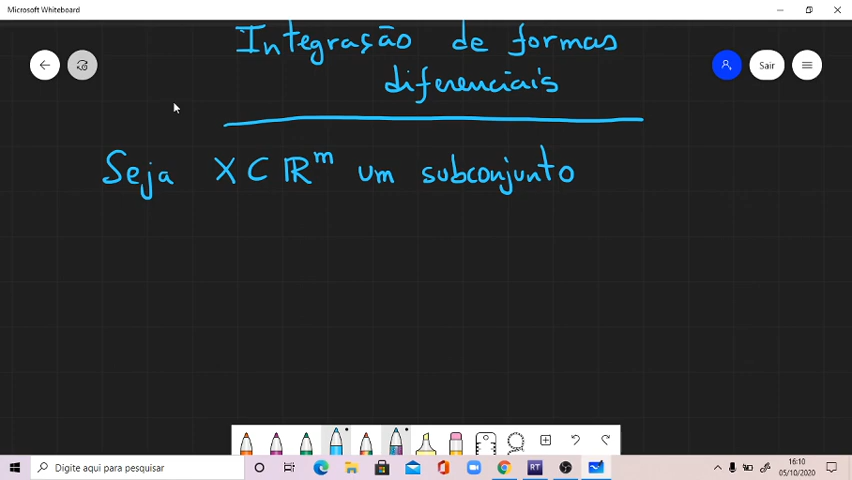 Microsoft Whiteboard
Integração de formas
diferenciais
Sair
Seja X ⊂ ℝᵐ um subconjunto
Digite aqui para pesquisar
RT
16:10
05/10/2020